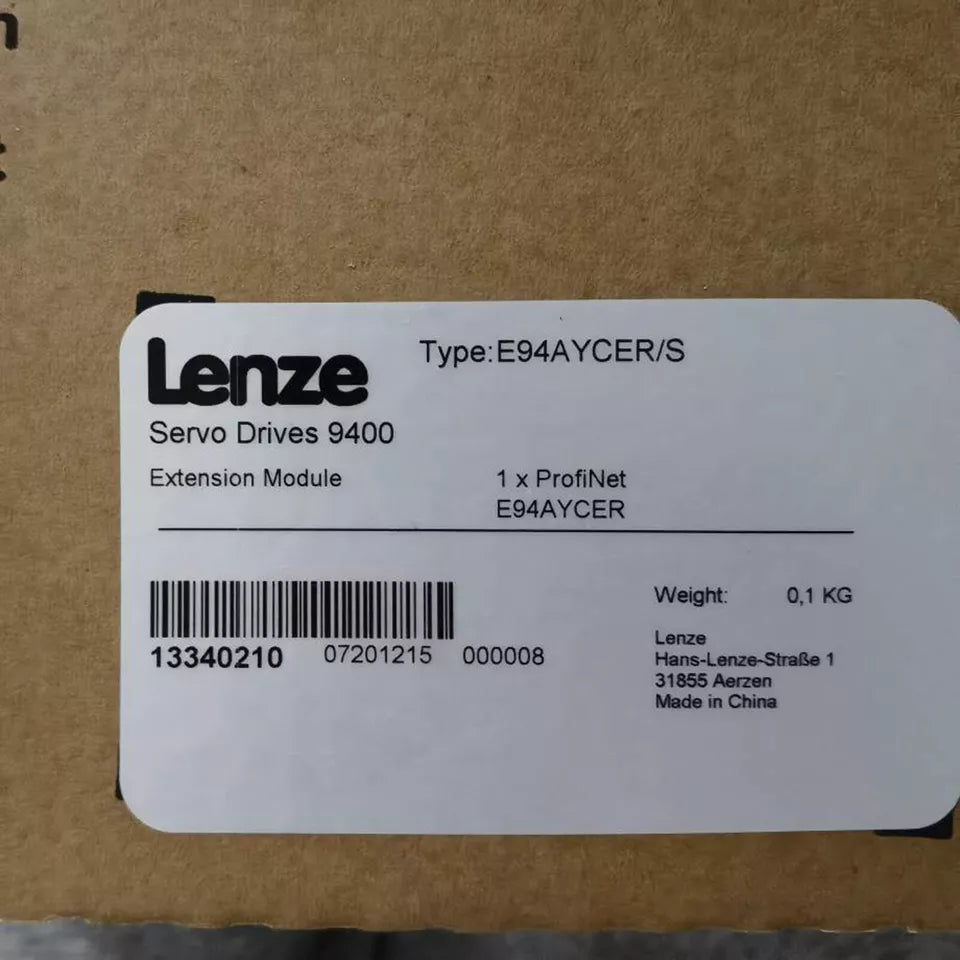 Lenze
Type:E94AYCER/S
Servo Drives 9400
Extension Module 1 x ProfiNet
E94AYCER
13340210 07201215 000008
Weight: 0,1 KG
Lenze
Hans-Lenze-Straße 1
31855 Aerzen
Made in China